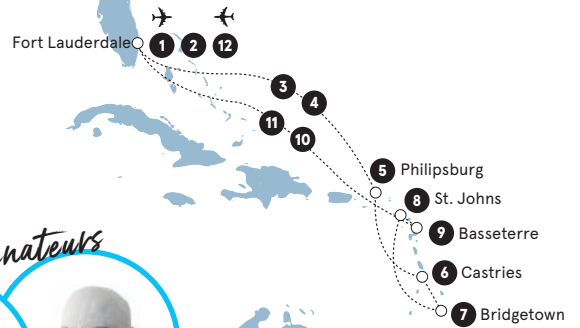 Fort Lauderdale 1 2 12
3
4
11
10
5 Philipsburg
8 St. Johns
9 Basseterre
6 Castries
7 Bridgetown